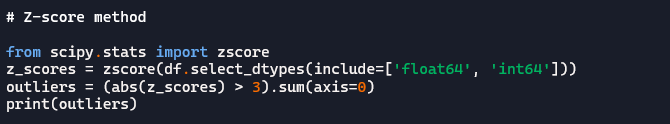 # Z-score method
from scipy.stats import zscore
z_scores = zscore(df.select_dtypes(include=['float64', 'int64']))
outliers = (abs(z_scores) > 3).sum(axis=0)
print(outliers)